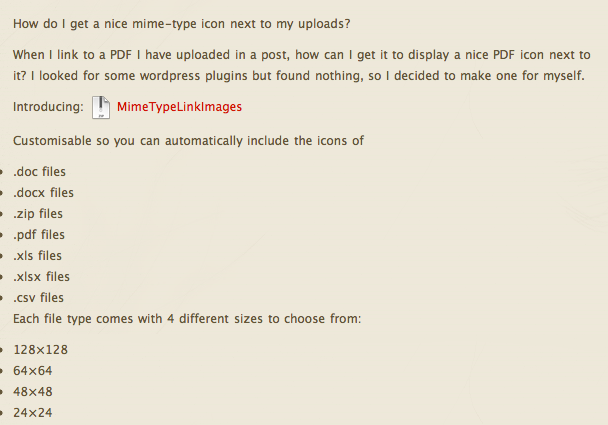 How do I get a nice mime-type icon next to my uploads?
When I link to a PDF I have uploaded in a post, how can I get it to display a nice PDF icon next to
it? I looked for some wordpress plugins but found nothing, so I decided to make one for myself.
Introducing: MimeTypeLinkImages
Customisable so you can automatically include the icons of
.doc files
.docx files
.zip files
.pdf files
.xls files
.xlsx files
.csv files
Each file type comes with 4 different sizes to choose from:
128×128
64×64
48×48
24×24